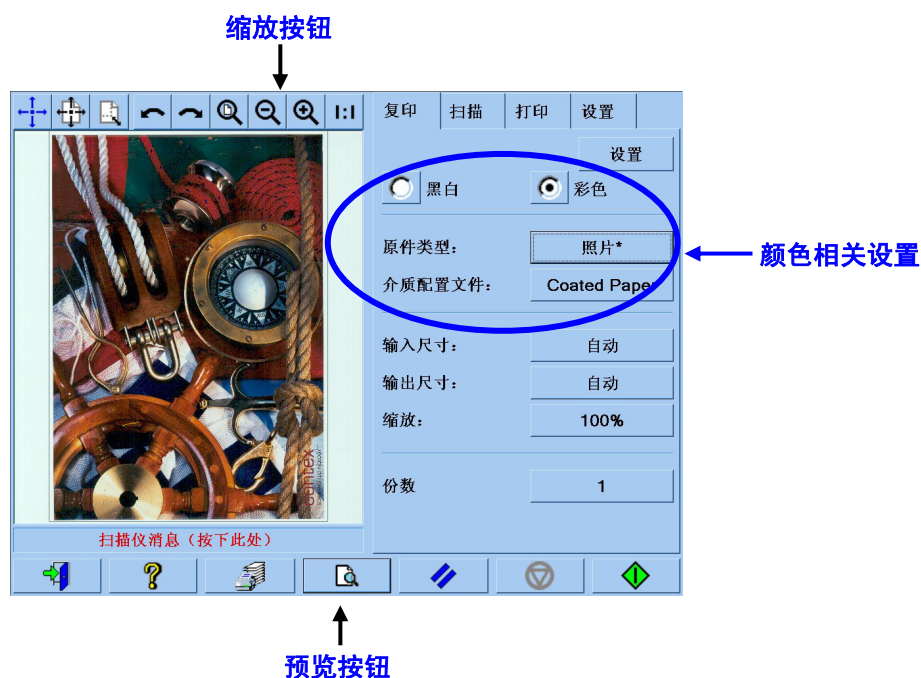 缩放按钮
1:1
复印 扫描 打印 设置
设置
黑白 彩色
原件类型： 照片*
颜色相关设置
介质配置文件： Coated Pape
输入尺寸： 自动
输出尺寸： 自动
缩放： 100%
份数 1
contex
扫描仪消息（按下此处）
预览按钮